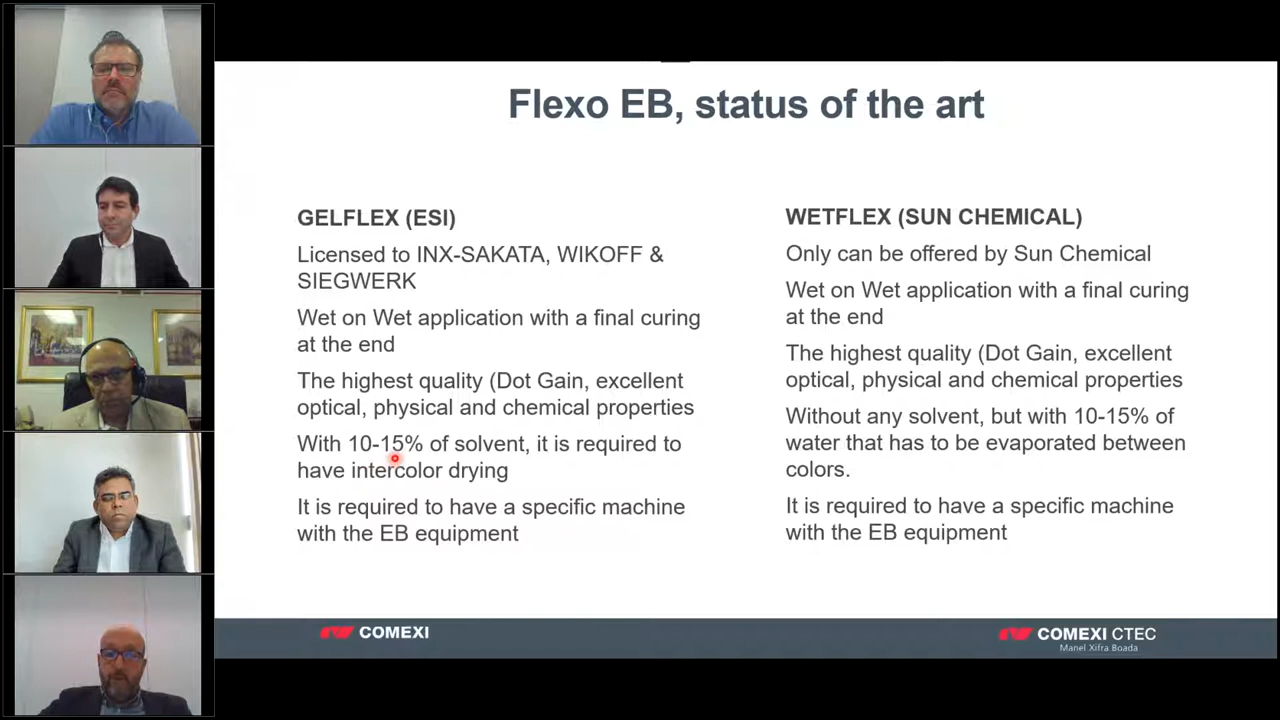 Flexo EB, status of the art
GELFLEX (ESI)
Licensed to INX-SAKATA, WIKOFF &
SIEGWERK
Wet on Wet application with a final curing
at the end
The highest quality (Dot Gain, excellent
optical, physical and chemical properties
With 10-15% of solvent, it is required to
have intercolor drying
It is required to have a specific machine
with the EB equipment
WETFLEX (SUN CHEMICAL)
Only can be offered by Sun Chemical
Wet on Wet application with a final curing
at the end
The highest quality (Dot Gain, excellent
optical, physical and chemical properties
Without any solvent, but with 10-15% of
water that has to be evaporated between
colors.
It is required to have a specific machine
with the EB equipment
COMEXI
COMEXI CTEC
Manel Xifra Boada